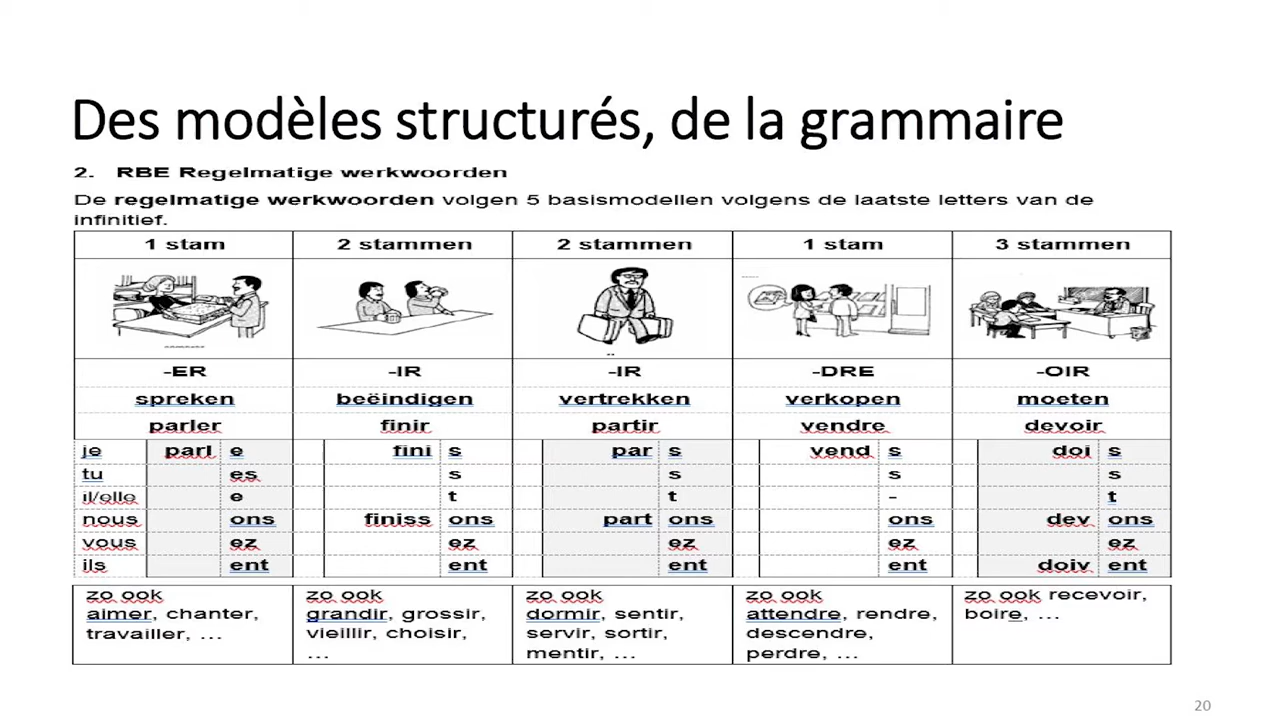 Des modèles structurés, de la grammaire
2. RBE Regelmatige werkwoorden
De regelmatige werkwoorden volgen 5 basismodellen volgens de laatste letters van de
infinitief.
1 stam 2 stammen 2 stammen 1 stam 3 stammen
-ER -IR -IR -DRE -OIR
spreken beëindigen vertrekken verkopen moeten
parler finir partir vendre devoir
je parl e fini s par s vend s doi s
tu es s s s s
il/elle e t t - t
nous ons finiss ons part ons ons dev ons
vous ez ez ez ez ez
ils ent ent ent ent doiv ent
zo ook zo ook zo ook zo ook zo ook recevoir,
aimer, chanter, grandir, grossir, dormir, sentir, attendre, rendre, boire, ...
travailler, ... vieillir, choisir, servir, sortir, descendre,
... mentir, ... perdre, ...
20